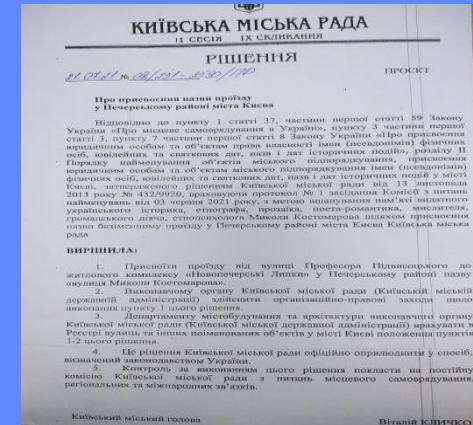 КИЇВСЬКА МІСЬКА РАДА
ІІ СЕСІЯ ІХ СКЛИКАННЯ
РІШЕННЯ
21.07.21 № 08/231-2530/ПР ПРОЄКТ
Про присвоєння назви проїзду
у Печерському районі міста Києва
Відповідно до пункту 1 статті 37, частини першої статті 59 Закону
України «Про місцеве самоврядування в Україні», пункту 3 частини першої
статті 3, пункту 7 частини першої статті 8 Закону України «Про присвоєння
юридичним особам та об'єктам права власності імен (псевдонімів) фізичних
осіб, ювілейних та святкових дат, назв і дат історичних подій», розділу ІІ
Порядку найменування об'єктів міського підпорядкування, присвоєння
юридичним особам та об'єктам міського підпорядкування імен (псевдонімів)
фізичних осіб, ювілейних та святкових дат, назв і дат історичних подій у місті
Києві, затвердженого рішенням Київської міської ради від 13 листопада
2013 року № 432/9920, враховуючи протокол № 1 засідання Комісії з питань
найменувань від 03 червня 2021 року, з метою вшанування пам'яті видатного
українського історика, етнографа, прозаїка, поета-романтика, мислителя,
громадського діяча, етнопсихолога Миколи Костомарова шляхом присвоєння
назви безіменному проїзду у Печерському районі міста Києва Київська міська
рада
ВИРІШИЛА:
1. Присвоїти проїзду від вулиці Професора Підвисоцького до
житлового комплексу «Новопечерські Липки» у Печерському районі назву
«вулиця Миколи Костомарова».
2. Виконавчому органу Київської міської ради (Київській міській
державній адміністрації) здійснити організаційно-правові заходи щодо
виконання пункту 1 цього рішення.
3. Департаменту містобудування та архітектури виконавчого органу
Київської міської ради (Київської міської державної адміністрації) врахувати в
Реєстрі вулиць та інших поіменованих об'єктів у місті Києві положення пунктів
1-2 цього рішення.
4. Це рішення Київської міської ради офіційно оприлюднити у спосіб,
визначений законодавством України.
5. Контроль за виконанням цього рішення покласти на постійну
комісію Київської міської ради з питань місцевого самоврядування
регіональних та міжнародних зв'язків.
Київський міський голова Віталій КЛИЧКО